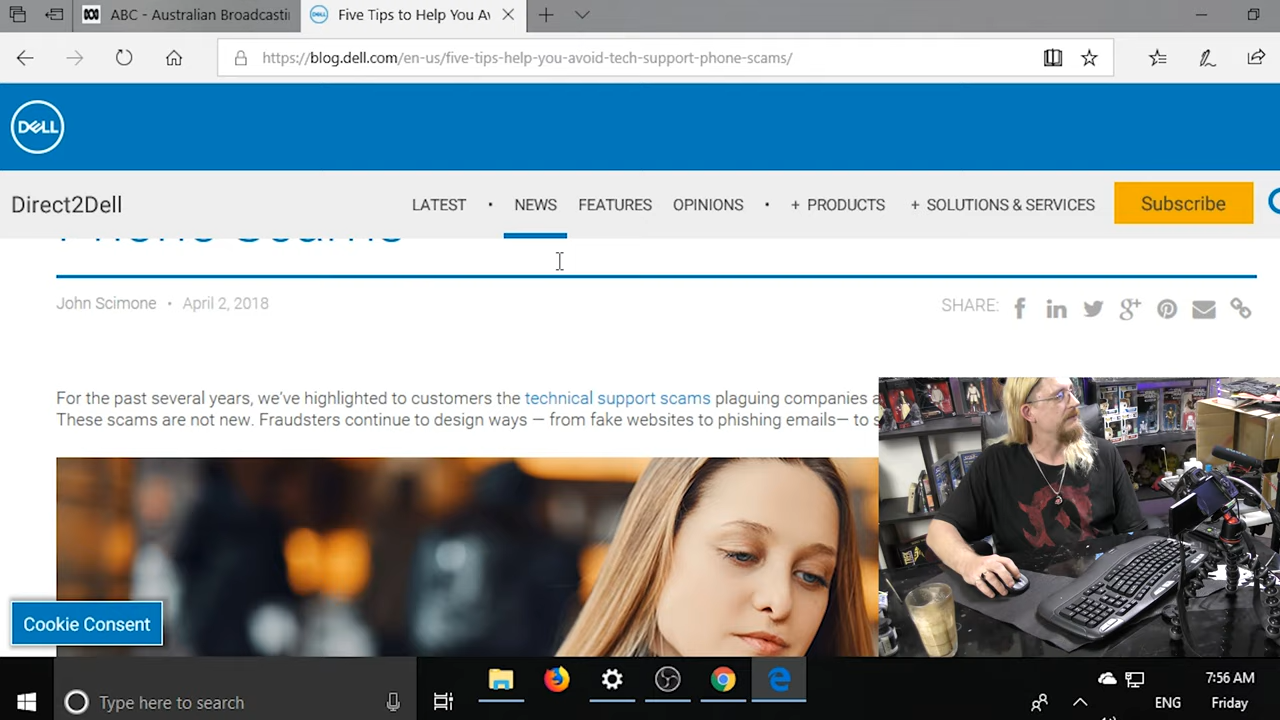 ABC - Australian Broadcasti
Five Tips to Help You Av
https://blog.dell.com/en-us/five-tips-help-you-avoid-tech-support-phone-scams/
DELL
Direct2Dell
LATEST • NEWS FEATURES OPINIONS • + PRODUCTS + SOLUTIONS & SERVICES Subscribe
Phone Scams
John Scimone • April 2, 2018
SHARE:
For the past several years, we've highlighted to customers the technical support scams plaguing companies a
These scams are not new. Fraudsters continue to design ways — from fake websites to phishing emails— to s
Cookie Consent
Type here to search
7:56 AM
ENG
Friday